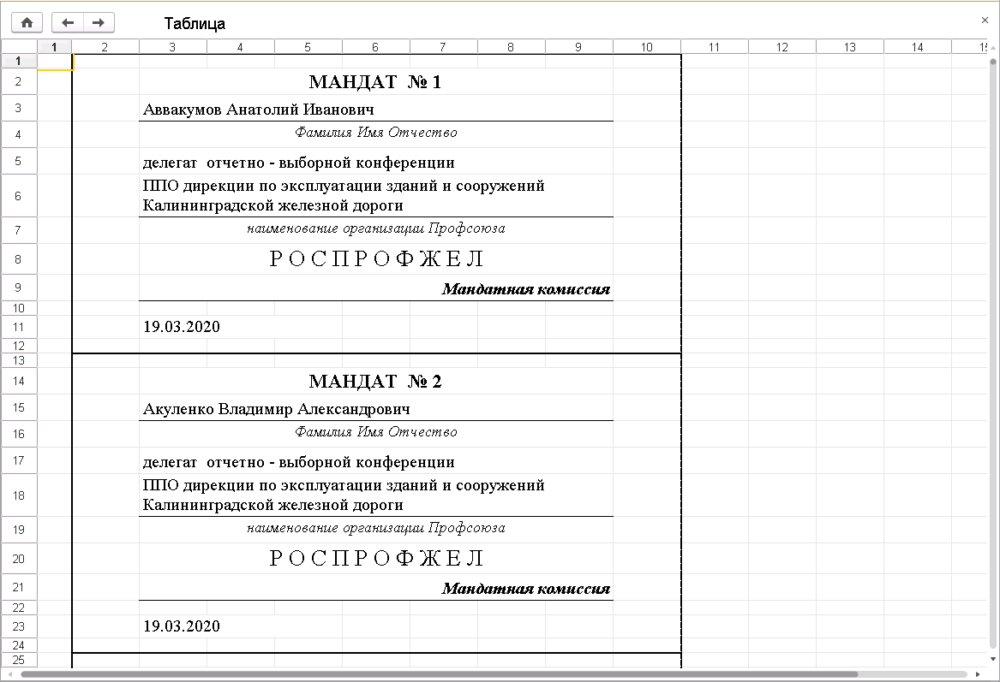 Таблица
1 2 3 4 5 6 7 8 9 10 11 12 13 14
1
2 МАНДАТ № 1
3 Аввакумов Анатолий Иванович
4 Фамилия Имя Отчество
5 делегат отчетно - выборной конференции
6 ППО дирекции по эксплуатации зданий и сооружений
Калининградской железной дороги
7 наименование организации Профсоюза
8 Р О С П Р О Ф Ж Е Л
9 Мандатная комиссия
10
11 19.03.2020
12
13
14 МАНДАТ № 2
15 Акуленко Владимир Александрович
16 Фамилия Имя Отчество
17 делегат отчетно - выборной конференции
18 ППО дирекции по эксплуатации зданий и сооружений
Калининградской железной дороги
19 наименование организации Профсоюза
20 Р О С П Р О Ф Ж Е Л
21 Мандатная комиссия
22
23 19.03.2020
24
25